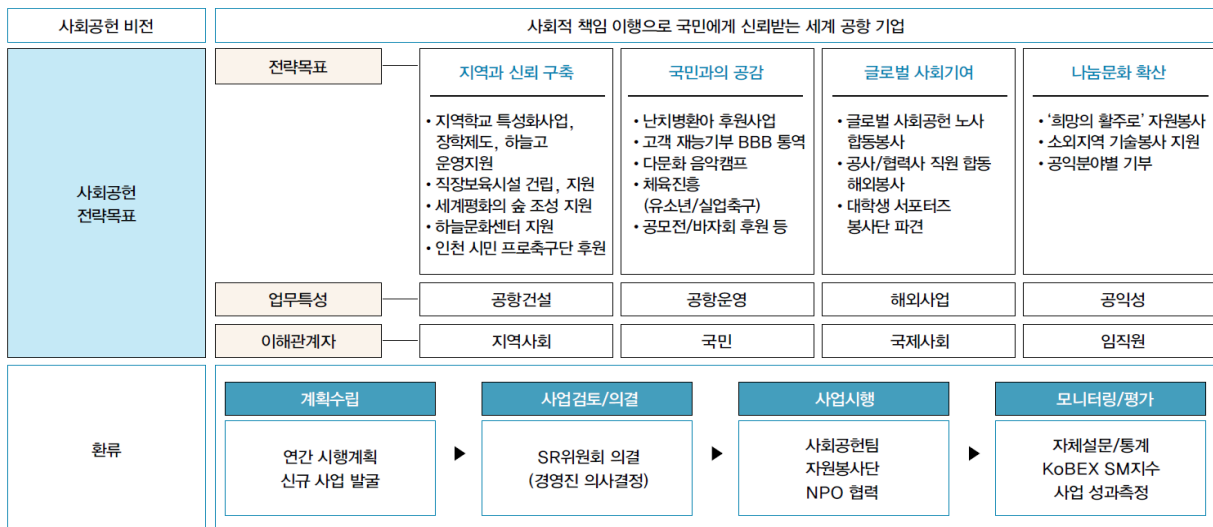 사회공헌 비전
사회적 책임 이행으로 국민에게 신뢰받는 세계 공항 기업
사회공헌
전략목표
전략목표
지역과 신뢰 구축
• 지역학교 특성화사업,
장학제도, 하늘고
운영지원
• 직장보육시설 건립, 지원
• 세계평화의 숲 조성 지원
• 하늘문화센터 지원
• 인천 시민 프로축구단 후원
국민과의 공감
• 난치병환아 후원사업
• 고객 재능기부 BBB 통역
• 다문화 음악캠프
• 체육진흥
(유소년/실업축구)
• 공모전/바자회 후원 등
글로벌 사회기여
• 글로벌 사회공헌 노사
합동봉사
• 공사/협력사 직원 합동
해외봉사
• 대학생 서포터즈
봉사단 파견
나눔문화 확산
• ‘희망의 활주로’ 자원봉사
• 소외지역 기술봉사 지원
• 공익분야별 기부
업무특성
공항건설
공항운영
해외사업
공익성
이해관계자
지역사회
국민
국제사회
임직원
환류
계획수립
연간 시행계획
신규 사업 발굴
사업검토/의결
SR위원회 의결
(경영진 의사결정)
사업시행
사회공헌팀
자원봉사단
NPO 협력
모니터링/평가
자체설문/통계
KoBEX SM지수
사업 성과측정